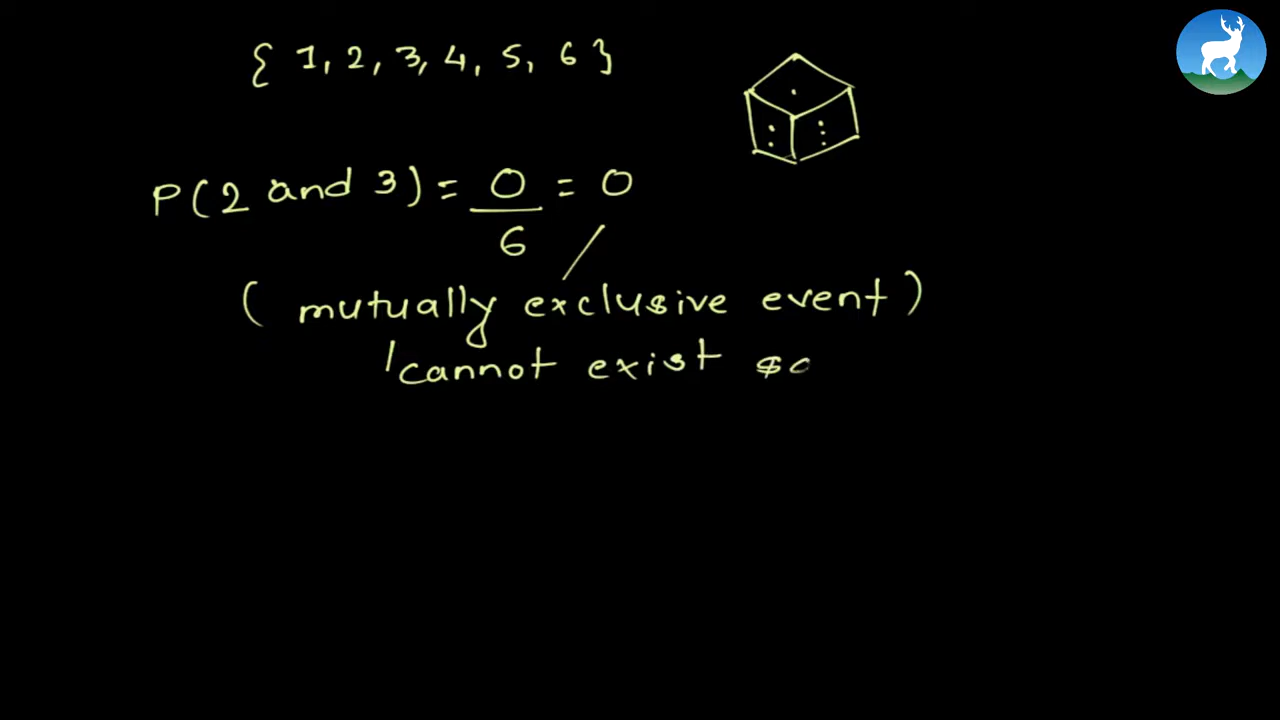 { 1, 2, 3, 4, 5, 6 }
P(2 and 3) = 0/6 = 0
( mutually exclusive event )
cannot exist